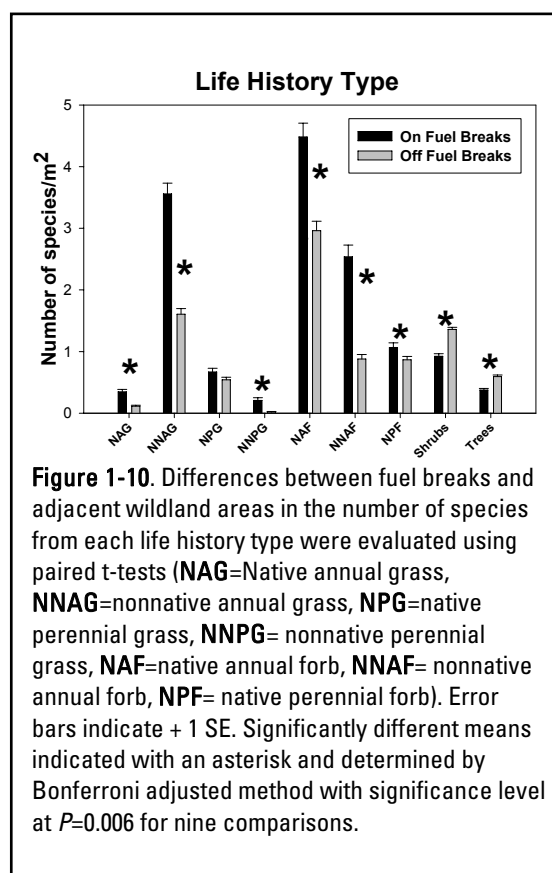 Life History Type
Number of species/m²
5
4
3
2
1
0
On Fuel Breaks
Off Fuel Breaks
*
*
*
*
*
*
*
*
NAG
NNAG
NPG
NNPG
NAF
NNAF
NPF
Shrubs
Trees
Figure 1-10. Differences between fuel breaks and
adjacent wildland areas in the number of species
from each life history type were evaluated using
paired t-tests (NAG=Native annual grass,
NNAG=nonnative annual grass, NPG=native
perennial grass, NNPG= nonnative perennial
grass, NAF=native annual forb, NNAF= nonnative
annual forb, NPF= native perennial forb). Error
bars indicate + 1 SE. Significantly different means
indicated with an asterisk and determined by
Bonferroni adjusted method with significance level
at P=0.006 for nine comparisons.